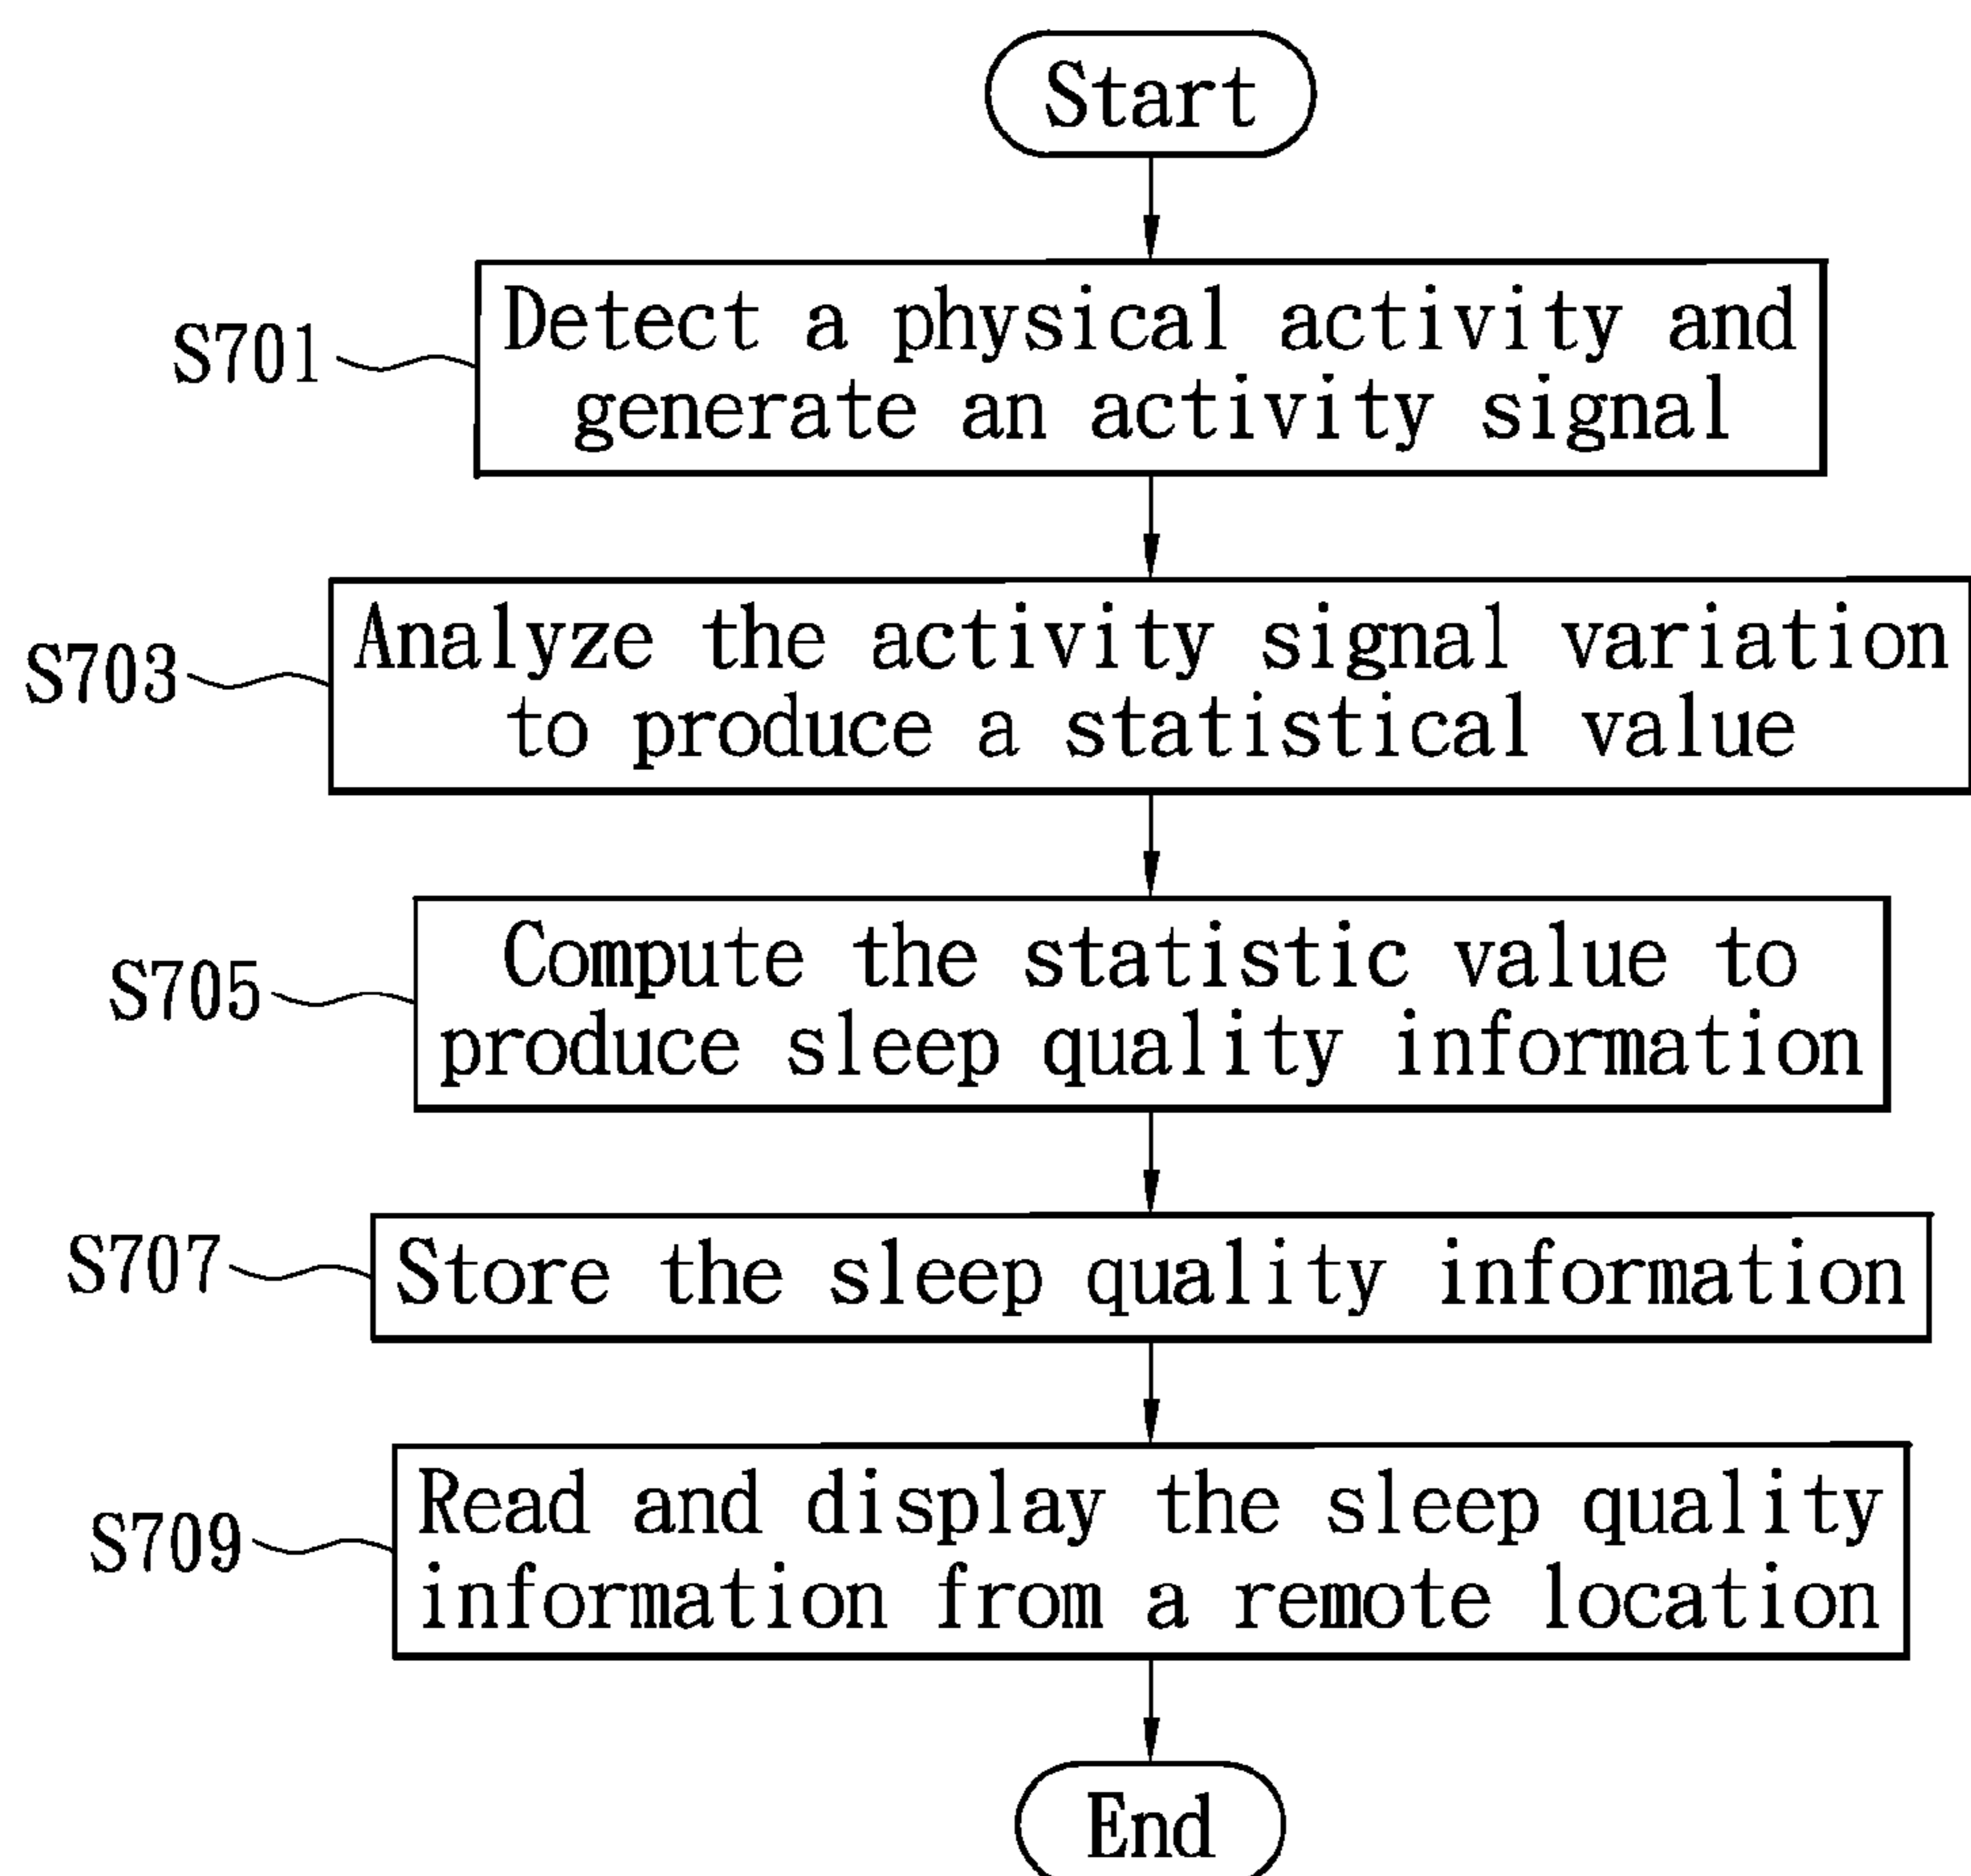 Start
S701
Detect a physical activity and
generate an activity signal
S703
Analyze the activity signal variation
to produce a statistical value
S705
Compute the statistic value to
produce sleep quality information
S707
Store the sleep quality information
S709
Read and display the sleep quality
information from a remote location
End